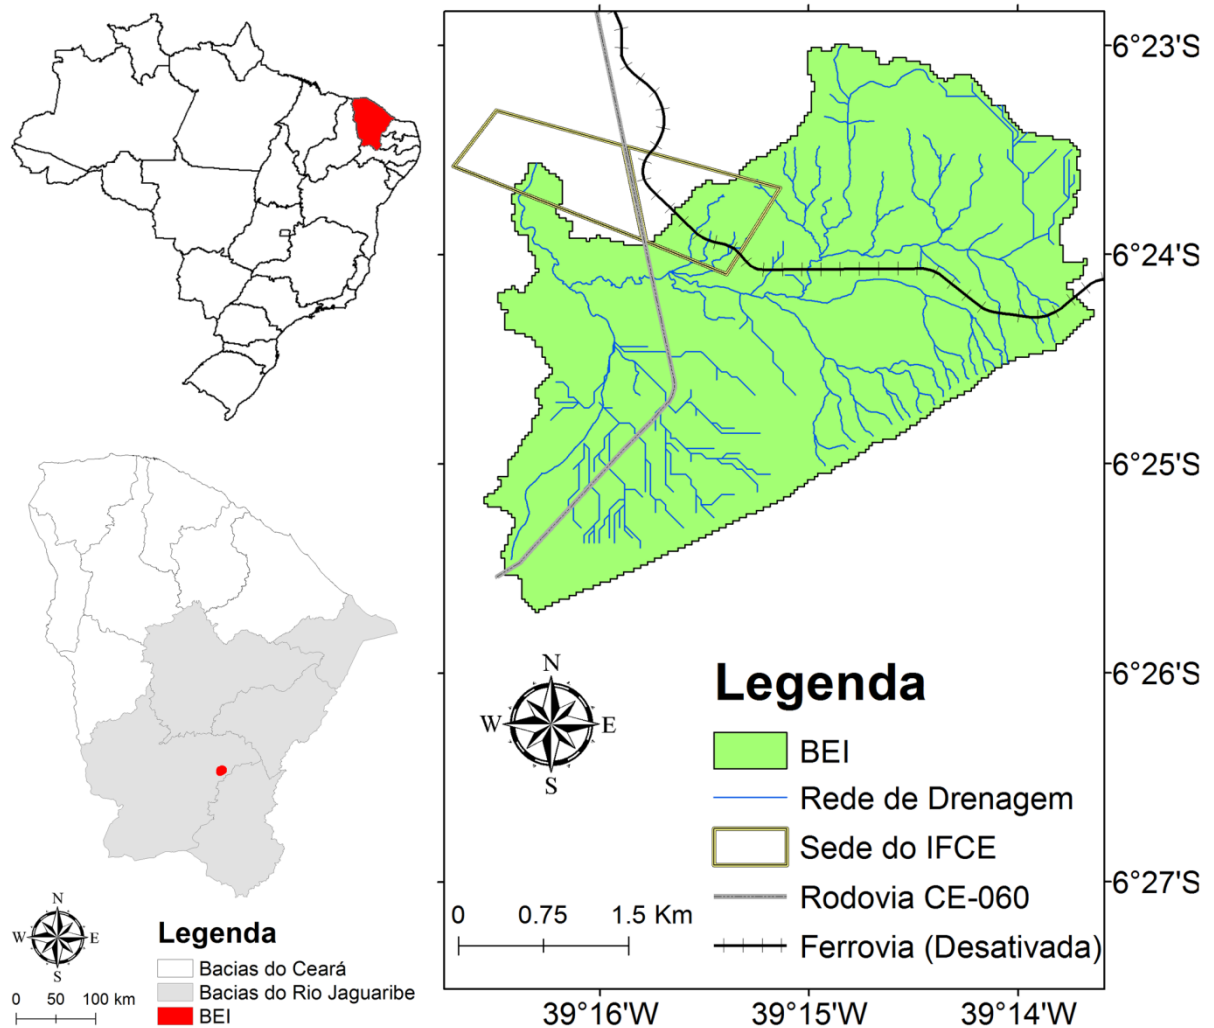 6°23'S
6°24'S
6°25'S
6°26'S
6°27'S
39°16'W
39°15'W
39°14'W
N
W
E
S
Legenda
BEI
Rede de Drenagem
Sede do IFCE
Rodovia CE-060
Ferrovia (Desativada)
0 0.75 1.5 Km
N
W
E
S
0 50 100 km
Legenda
Bacias do Ceará
Bacias do Rio Jaguaribe
BEI